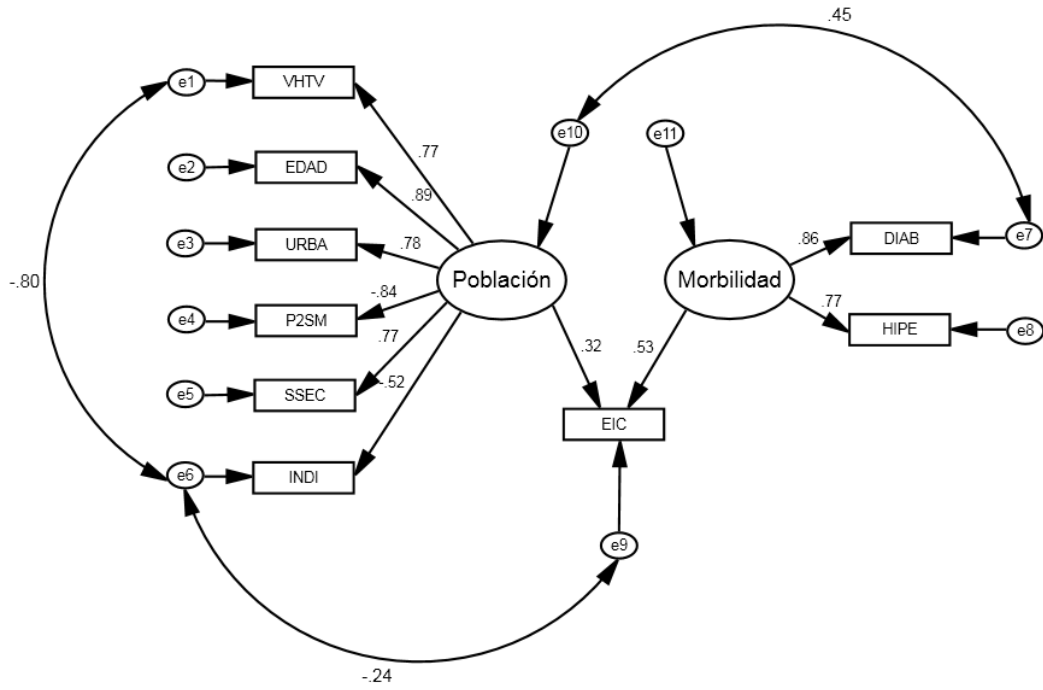 .45
e1
VHTV
e10
e11
.77
e2
EDAD
.89
e3
URBA
.78
.86
DIAB
e7
-.80
Población
Morbilidad
-.84
e4
P2SM
.77
.77
HIPE
e8
.32
.53
-.52
e5
SSEC
EIC
e6
INDI
e9
-.24